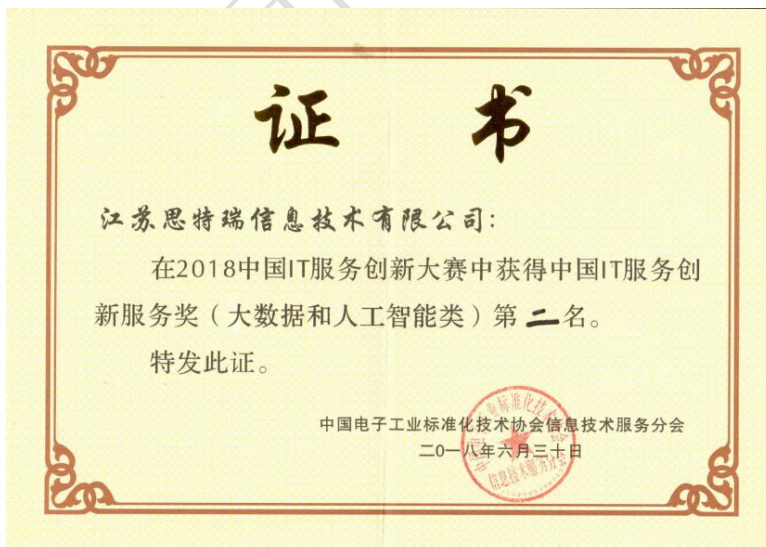 证 书
江苏思特瑞信息技术有限公司：
在2018中国IT服务创新大赛中获得中国IT服务创
新服务奖（大数据和人工智能类）第二名。
特发此证。
中国电子工业标准化技术协会信息技术服务分会
二0一八年六月三十日